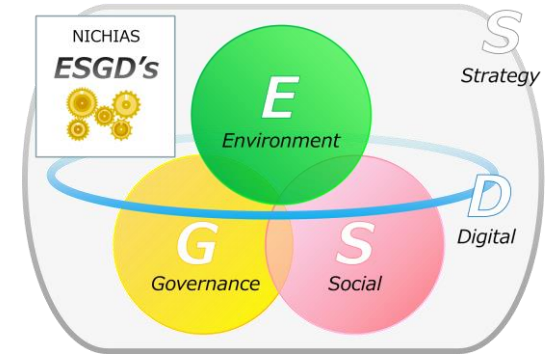 NICHIAS
ESGD's
S
Strategy
E
Environment
D
Digital
G
Governance
S
Social